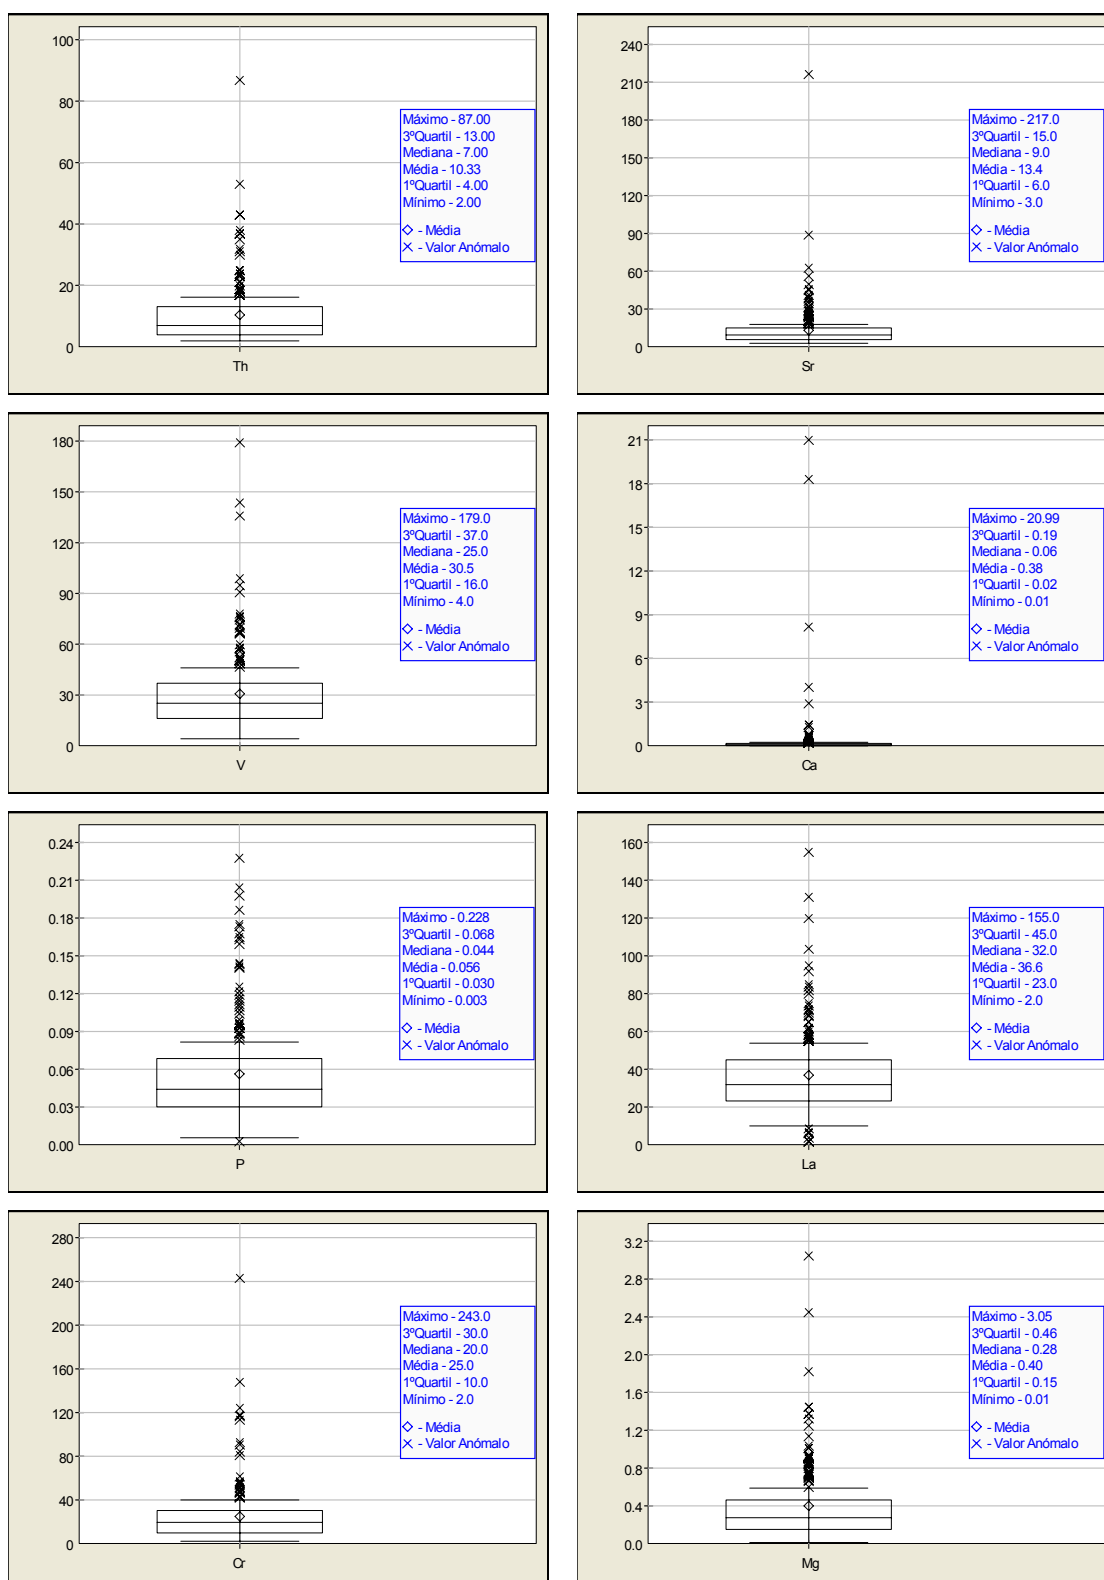 100
80
60
40
20
0
Th
Máximo - 87.00
3ºQuartil - 13.00
Mediana - 7.00
Média - 10.33
1ºQuartil - 4.00
Mínimo - 2.00
- Média
- Valor Anómalo
240
210
180
150
120
90
60
30
0
Sr
Máximo - 217.0
3ºQuartil - 15.0
Mediana - 9.0
Média - 13.4
1ºQuartil - 6.0
Mínimo - 3.0
- Média
- Valor Anómalo
180
150
120
90
60
30
0
V
Máximo - 179.0
3ºQuartil - 37.0
Mediana - 25.0
Média - 30.5
1ºQuartil - 16.0
Mínimo - 4.0
- Média
- Valor Anómalo
21
18
15
12
9
6
3
0
Ca
Máximo - 20.99
3ºQuartil - 0.19
Mediana - 0.06
Média - 0.38
1ºQuartil - 0.02
Mínimo - 0.01
- Média
- Valor Anómalo
0.24
0.21
0.18
0.15
0.12
0.09
0.06
0.03
0.00
P
Máximo - 0.228
3ºQuartil - 0.068
Mediana - 0.044
Média - 0.056
1ºQuartil - 0.030
Mínimo - 0.003
- Média
- Valor Anómalo
160
140
120
100
80
60
40
20
0
La
Máximo - 155.0
3ºQuartil - 45.0
Mediana - 32.0
Média - 36.6
1ºQuartil - 23.0
Mínimo - 2.0
- Média
- Valor Anómalo
280
240
200
160
120
80
40
0
Cr
Máximo - 243.0
3ºQuartil - 30.0
Mediana - 20.0
Média - 25.0
1ºQuartil - 10.0
Mínimo - 2.0
- Média
- Valor Anómalo
3.2
2.8
2.4
2.0
1.6
1.2
0.8
0.4
0.0
Mg
Máximo - 3.05
3ºQuartil - 0.46
Mediana - 0.28
Média - 0.40
1ºQuartil - 0.15
Mínimo - 0.01
- Média
- Valor Anómalo